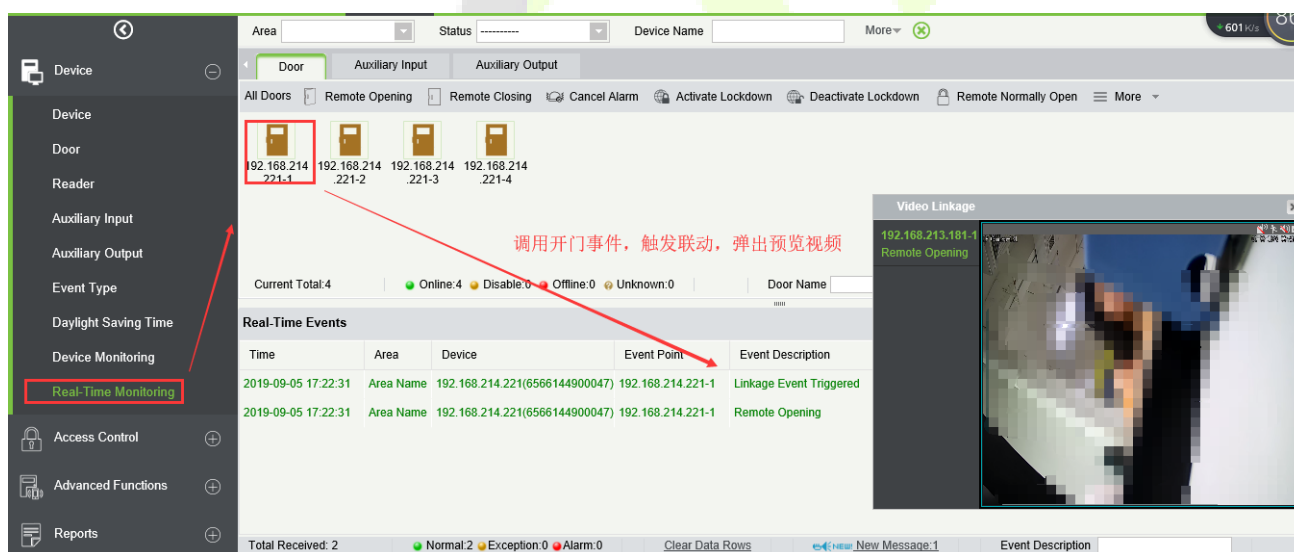 Area
Status ----------
Device Name
More
601 K/s
Device
Door
Auxiliary Input
Auxiliary Output
All Doors
Remote Opening
Remote Closing
Cancel Alarm
Activate Lockdown
Deactivate Lockdown
Remote Normally Open
More
Device
Door
Reader
Auxiliary Input
Auxiliary Output
Event Type
Daylight Saving Time
Device Monitoring
Real-Time Monitoring
Access Control
Advanced Functions
Reports
192.168.214
.221-1
192.168.214
.221-2
192.168.214
.221-3
192.168.214
.221-4
调用开门事件，触发联动，弹出预览视频
Video Linkage
192.168.213.181-1
Remote Opening
Current Total:4
Online:4
Disable:0
Offline:0
Unknown:0
Door Name
Real-Time Events
Time Area Device Event Point Event Description
2019-09-05 17:22:31 Area Name 192.168.214.221(6566144900047) 192.168.214.221-1 Linkage Event Triggered
2019-09-05 17:22:31 Area Name 192.168.214.221(6566144900047) 192.168.214.221-1 Remote Opening
Total Received: 2
Normal:2
Exception:0
Alarm:0
Clear Data Rows
NEW
New Message:1
Event Description